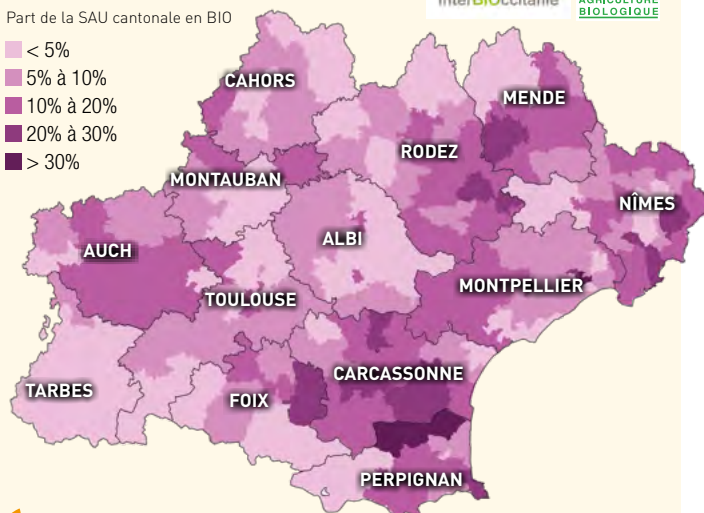 InterBIOccitanie
AGRICULTURE
BIOLOGIQUE
Part de la SAU cantonale en BIO
< 5%
5% à 10%
10% à 20%
20% à 30%
> 30%
CAHORS
MENDE
RODEZ
MONTAUBAN
NÎMES
ALBI
AUCH
MONTPELLIER
TOULOUSE
CARCASSONNE
TARBES
FOIX
PERPIGNAN